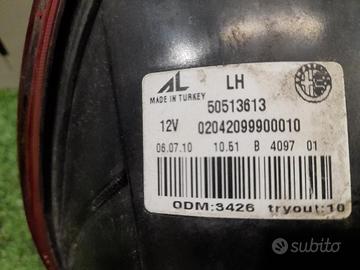 AL LH
MADE IN TURKEY 50513613
12V 02042099900010
06.07.10 10.51 B 4097 01
ODM:3426 tryout:10
subito